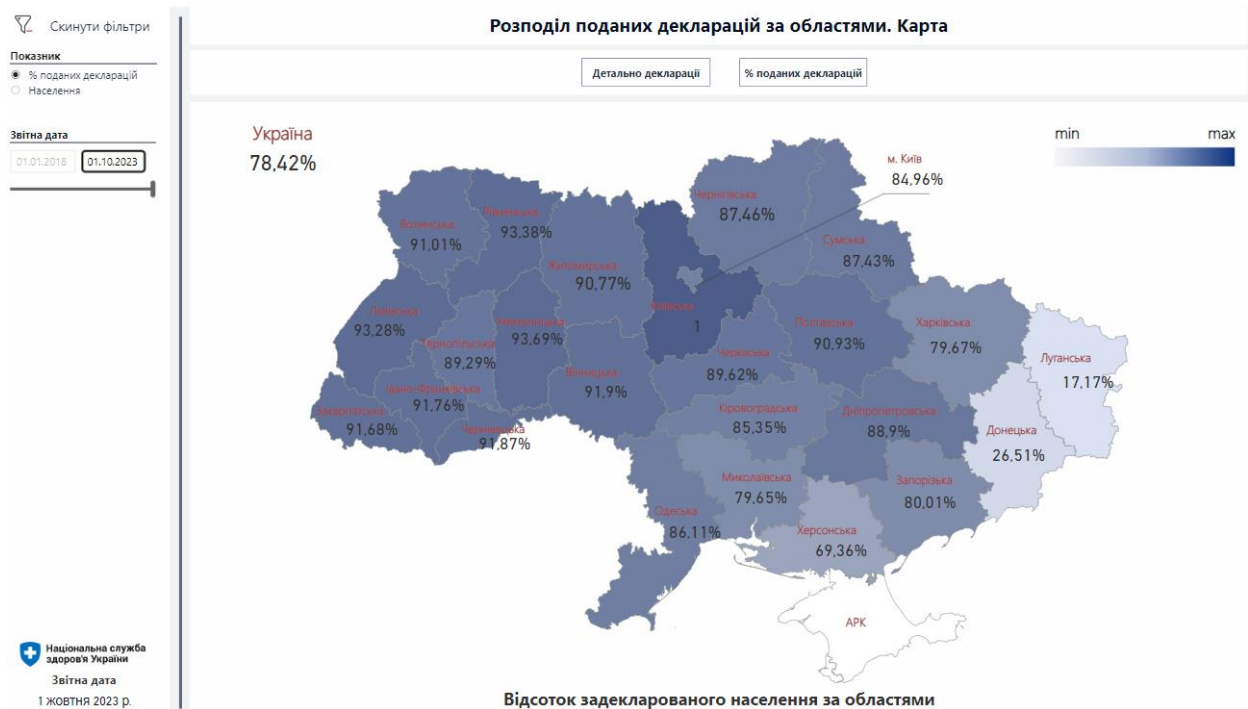 Скинути фільтри
Показник
% поданих декларацій
Населення
Звітна дата
01.01.2018 01.10.2023
Національна служба
здоров'я України
Звітна дата
1 жовтня 2023 р.
Розподіл поданих декларацій за областями. Карта
Детально декларації
% поданих декларацій
Україна
78,42%
min max
м. Київ
84,96%
Чернігівська
87,46%
Волинська
91,01%
Рівненська
93,38%
Сумська
87,43%
Житомирська
90,77%
Київська
1
Львівська
93,28%
Хмельницька
93,69%
Полтавська
90,93%
Харківська
79,67%
Тернопільська
89,29%
Луганська
17,17%
Вінницька
91,9%
Черкаська
89,62%
Івано-Франківська
91,76%
Закарпатська
91,68%
Чернівецька
91,87%
Кіровоградська
85,35%
Дніпропетровська
88,9%
Донецька
26,51%
Миколаївська
79,65%
Запорізька
80,01%
Одеська
86,11%
Херсонська
69,36%
АРК
Відсоток задекларованого населення за областями